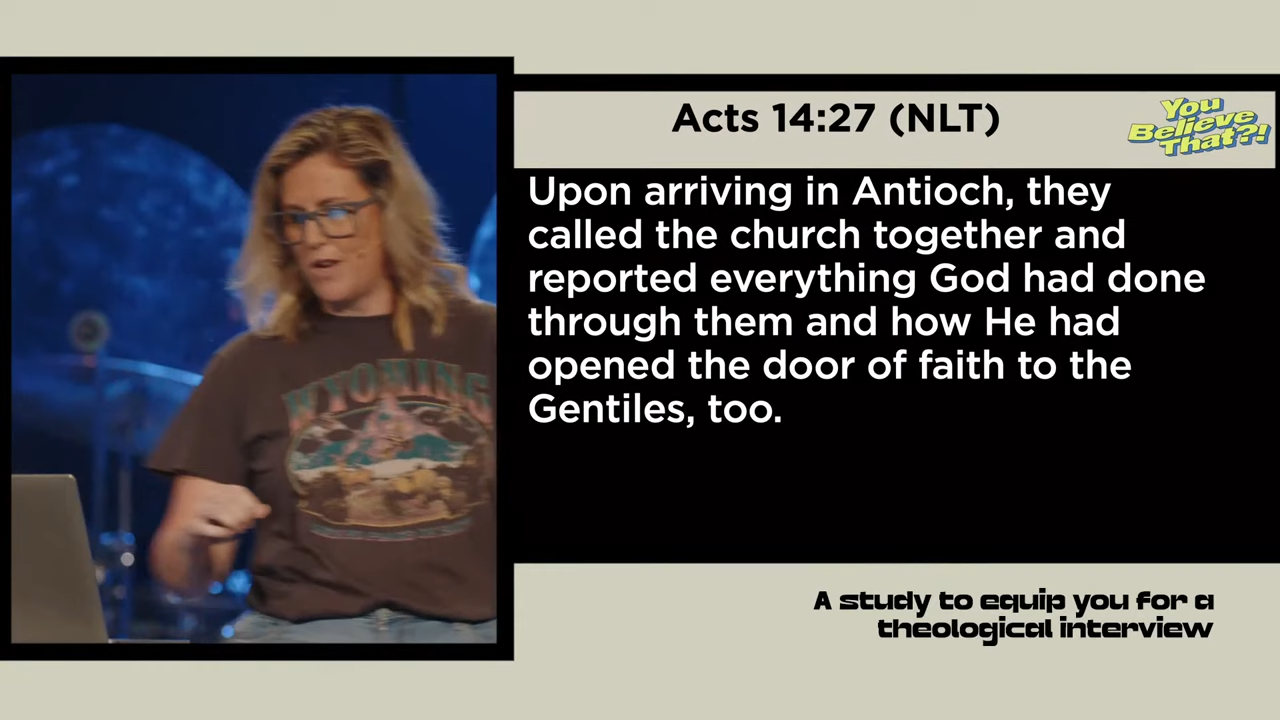 Acts 14:27 (NLT)
You
Believe
That?!
Upon arriving in Antioch, they
called the church together and
reported everything God had done
through them and how He had
opened the door of faith to the
Gentiles, too.
WYOMING
A study to equip you for a
theological interview